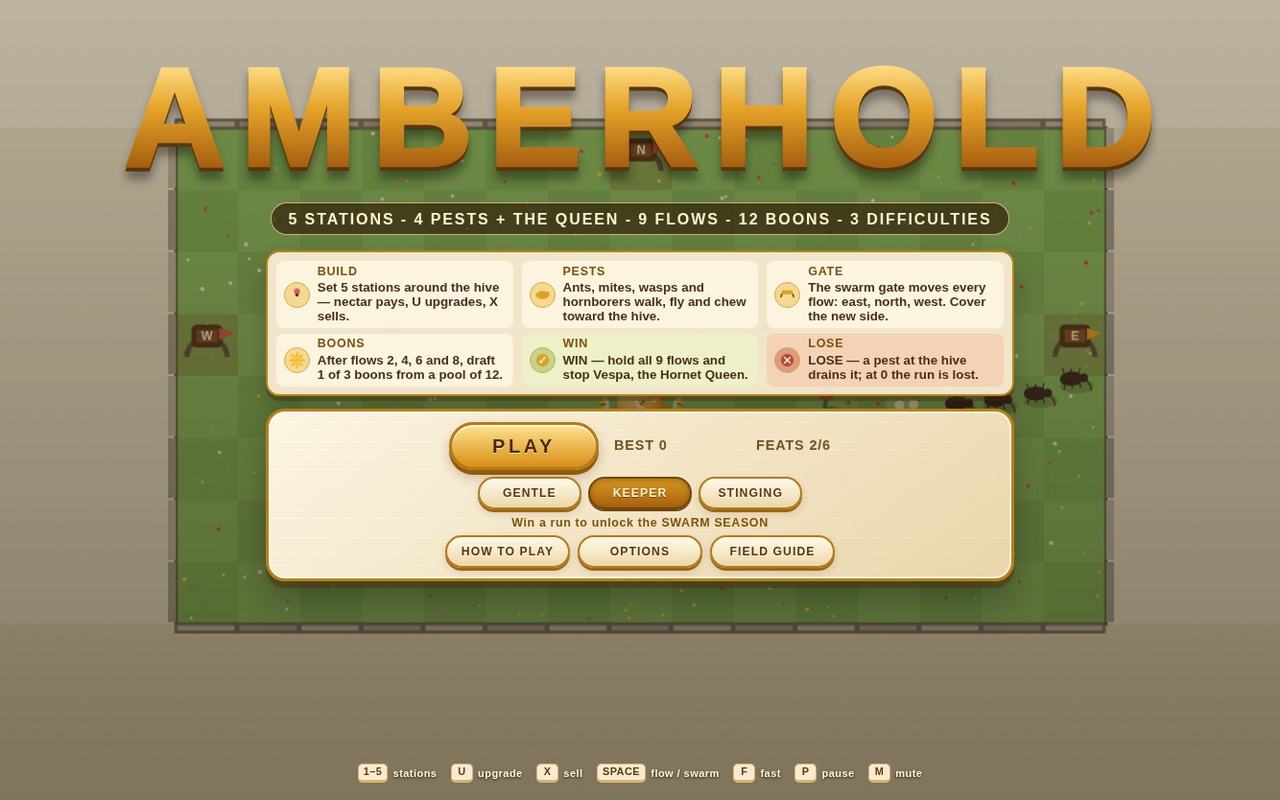 AMBERHOLD
N
5 STATIONS - 4 PESTS + THE QUEEN - 9 FLOWS - 12 BOONS - 3 DIFFICULTIES
BUILD
Set 5 stations around the hive
— nectar pays, U upgrades, X
sells.
PESTS
Ants, mites, wasps and
hornborers walk, fly and chew
toward the hive.
GATE
The swarm gate moves every
flow: east, north, west. Cover
the new side.
W
E
BOONS
After flows 2, 4, 6 and 8, draft
1 of 3 boons from a pool of 12.
WIN
WIN — hold all 9 flows and
stop Vespa, the Hornet Queen.
LOSE
LOSE — a pest at the hive
drains it; at 0 the run is lost.
PLAY
BEST 0
FEATS 2/6
GENTLE
KEEPER
STINGING
Win a run to unlock the SWARM SEASON
HOW TO PLAY
OPTIONS
FIELD GUIDE
1–5 stations U upgrade X sell SPACE flow / swarm F fast P pause M mute